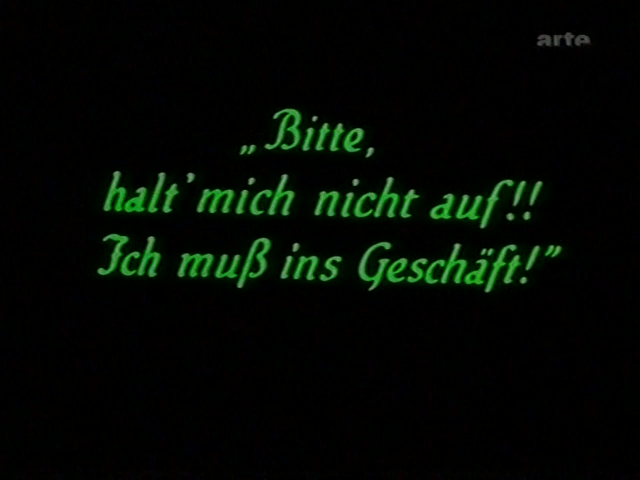 arte
„Bitte,
halt' mich nicht auf!!
Ich muß ins Geschäft!”